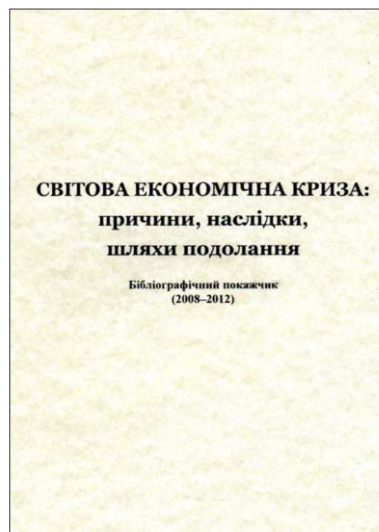 СВІТОВА ЕКОНОМІЧНА КРИЗА:
причини, наслідки,
шляхи подолання
Бібліографічний покажчик
(2008–2012)